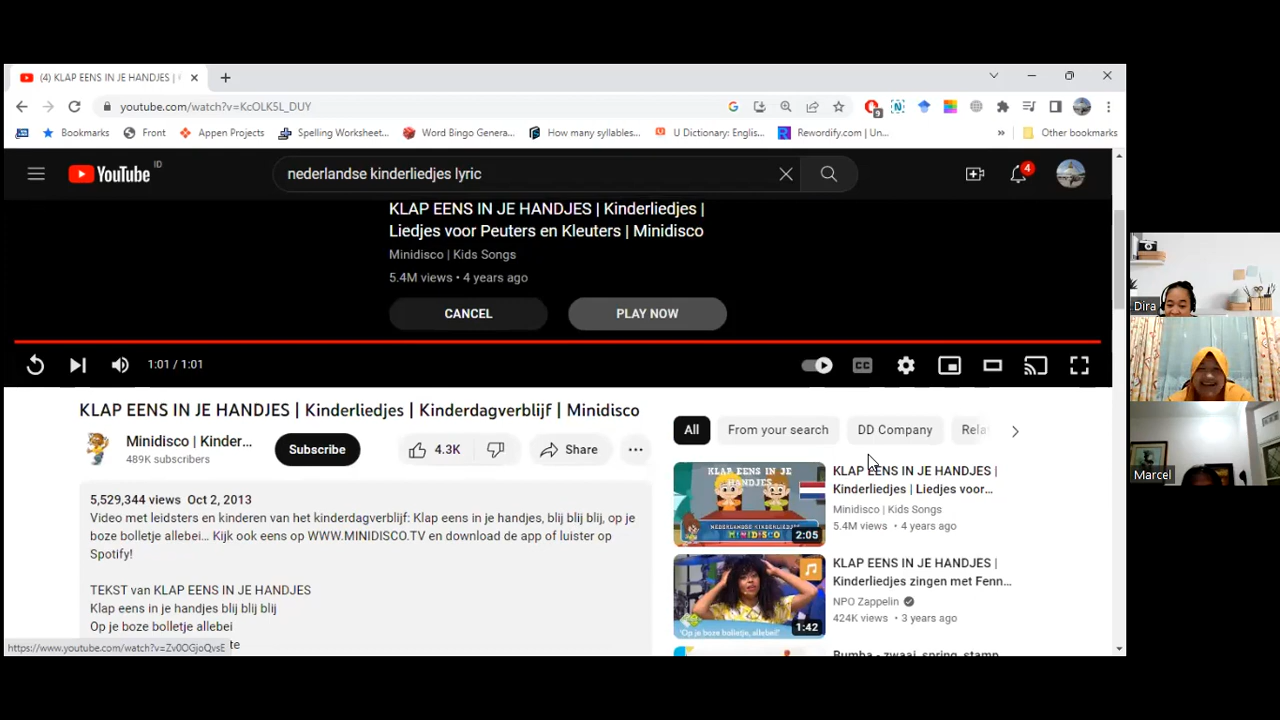 (4) KLAP EENS IN JE HANDJES |
youtube.com/watch?v=KcOLKSL_DUY
9
Bookmarks
Front
Appen Projects
Spelling Worksheet...
Word Bingo Genera...
How many syllables...
U Dictionary: Englis...
Rewordify.com | Un...
»
Other bookmarks
YouTube ID
nederlandse kinderliedjes lyric
4
KLAP EENS IN JE HANDJES | Kinderliedjes |
Liedjes voor Peuters en Kleuters | Minidisco
Minidisco | Kids Songs
5.4M views • 4 years ago
CANCEL
PLAY NOW
1:01 / 1:01
CC
KLAP EENS IN JE HANDJES | Kinderliedjes | Kinderdagverblijf | Minidisco
Minidisco | Kinder...
489K subscribers
Subscribe
4.3K
Share
5,529,344 views Oct 2, 2013
Video met leidsters en kinderen van het kinderdagverblijf: Klap eens in je handjes, blij blij blij, op je
boze bolletje allebei... Kijk ook eens op WWW.MINIDISCO.TV en download de app of luister op
Spotify!
TEKST van KLAP EENS IN JE HANDJES
Klap eens in je handjes blij blij blij
Op je boze bolletje allebei
te
https://www.youtube.com/watch?v=Zv0OGjoQvsE
All
From your search
DD Company
Rela
KLAP EENS IN JE HANDJES
NEDERLANDSE KINDERLIEDJES
MINIDISCO
2:05
KLAP EENS IN JE HANDJES |
Kinderliedjes | Liedjes voor...
Minidisco | Kids Songs
5.4M views • 4 years ago
'Op je boze bolletje, allebei!'
1:42
KLAP EENS IN JE HANDJES |
Kinderliedjes zingen met Fenn...
NPO Zappelin
424K views • 3 years ago
Bumba - zwaai, spring, stamp
Dira
Marcel